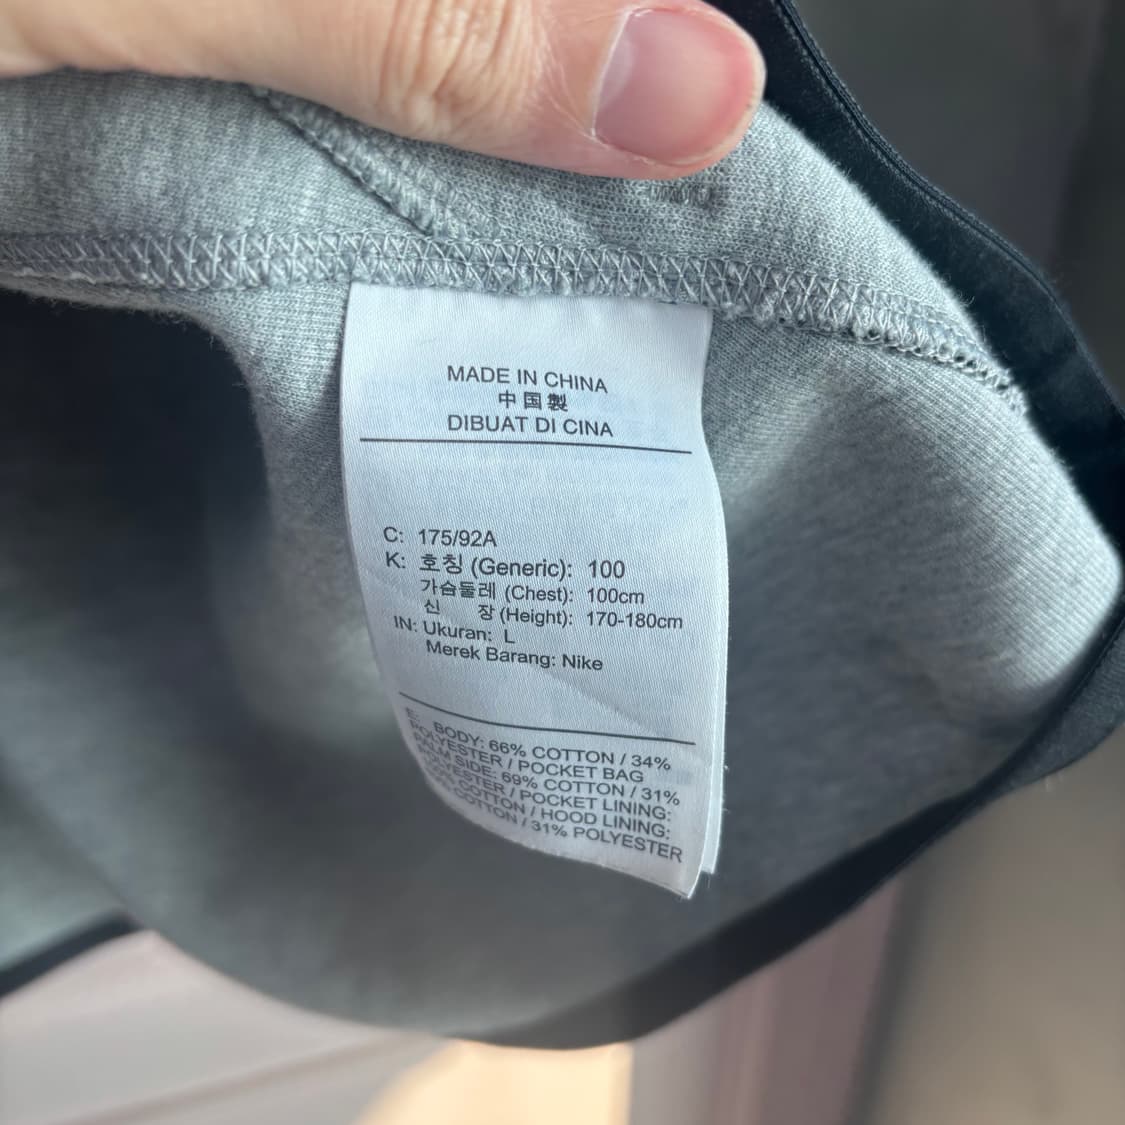 MADE IN CHINA
中国製
DIBUAT DI CINA
C: 175/92A
K: 호칭 (Generic): 100
가슴둘레 (Chest): 100cm
신 장 (Height): 170-180cm
IN: Ukuran: L
Merek Barang: Nike
E: BODY: 66% COTTON / 34%
POLYESTER / POCKET BAG
PALM SIDE: 69% COTTON / 31%
POLYESTER / POCKET LINING:
COTTON / HOOD LINING:
COTTON / 31% POLYESTER